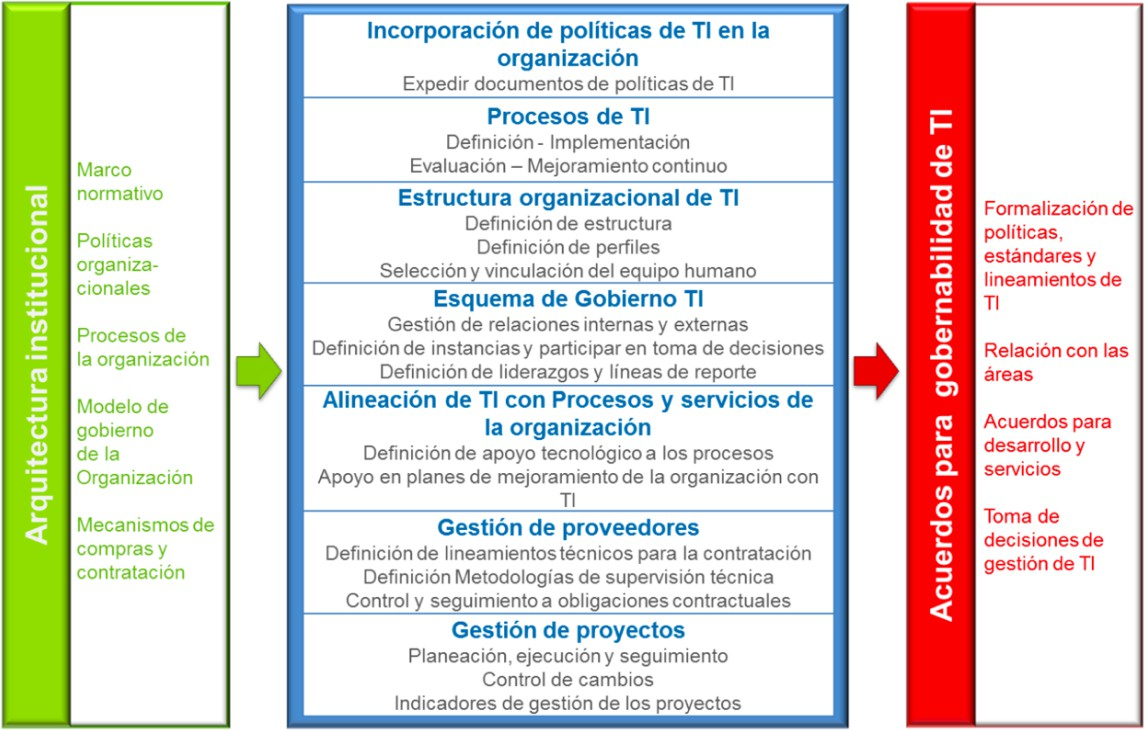 Arquitectura institucional
Marco
normativo
Políticas
organiza-
cionales
Procesos de
la organización
Modelo de
gobierno
de la
Organización
Mecanismos de
compras y
contratación
Incorporación de políticas de TI en la
organización
Expedir documentos de políticas de TI
Procesos de TI
Definición - Implementación
Evaluación – Mejoramiento continuo
Estructura organizacional de TI
Definición de estructura
Definición de perfiles
Selección y vinculación del equipo humano
Esquema de Gobierno TI
Gestión de relaciones internas y externas
Definición de instancias y participar en toma de decisiones
Definición de liderazgos y líneas de reporte
Alineación de TI con Procesos y servicios de
la organización
Definición de apoyo tecnológico a los procesos
Apoyo en planes de mejoramiento de la organización con
TI
Gestión de proveedores
Definición de lineamientos técnicos para la contratación
Definición Metodologías de supervisión técnica
Control y seguimiento a obligaciones contractuales
Gestión de proyectos
Planeación, ejecución y seguimiento
Control de cambios
Indicadores de gestión de los proyectos
Acuerdos para gobernabilidad de TI
Formalización de
políticas,
estándares y
lineamientos de
TI
Relación con las
áreas
Acuerdos para
desarrollo y
servicios
Toma de
decisiones de
gestión de TI